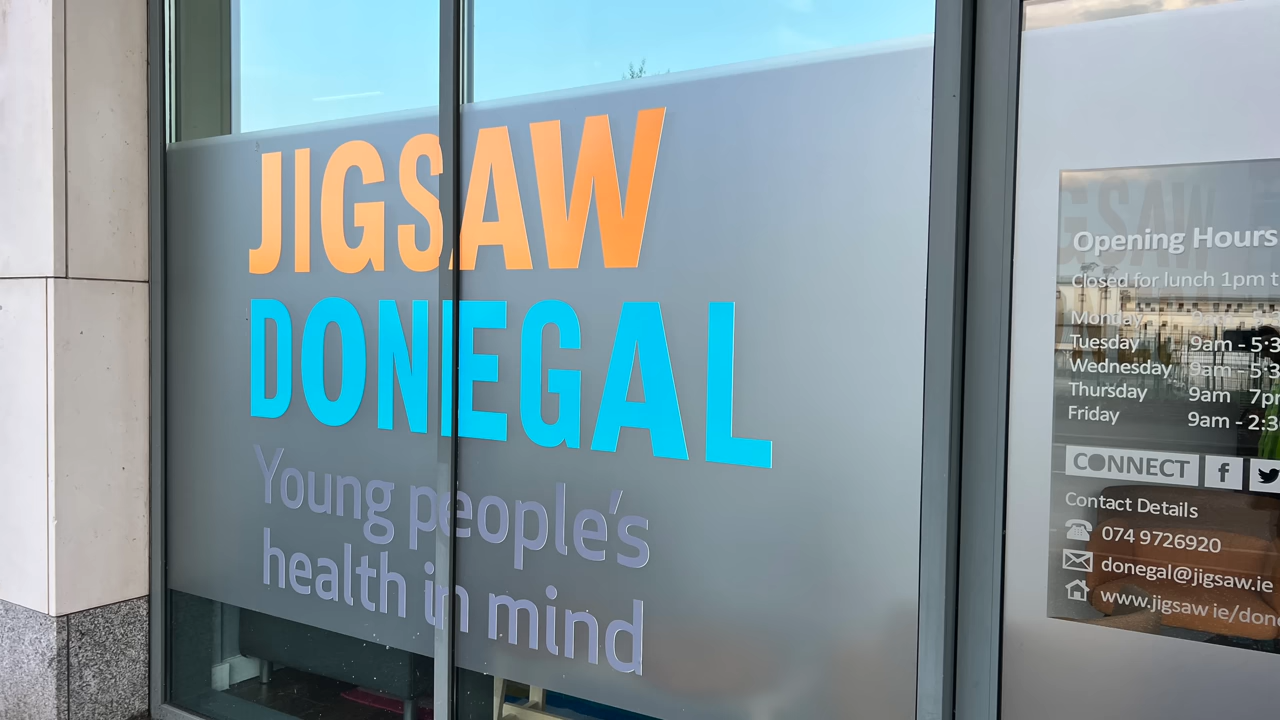 JIGSAW
DONEGAL
Young people's
health in mind
Opening Hours
Closed for lunch 1pm
Monday 9am -
Tuesday 9am - 5:3
Wednesday 9am - 5:3
Thursday 9am 7p
Friday 9am - 2:3
CONNECT f
Contact Details
074 9726920
donegal@jigsaw.ie
www.jigsaw ie/done